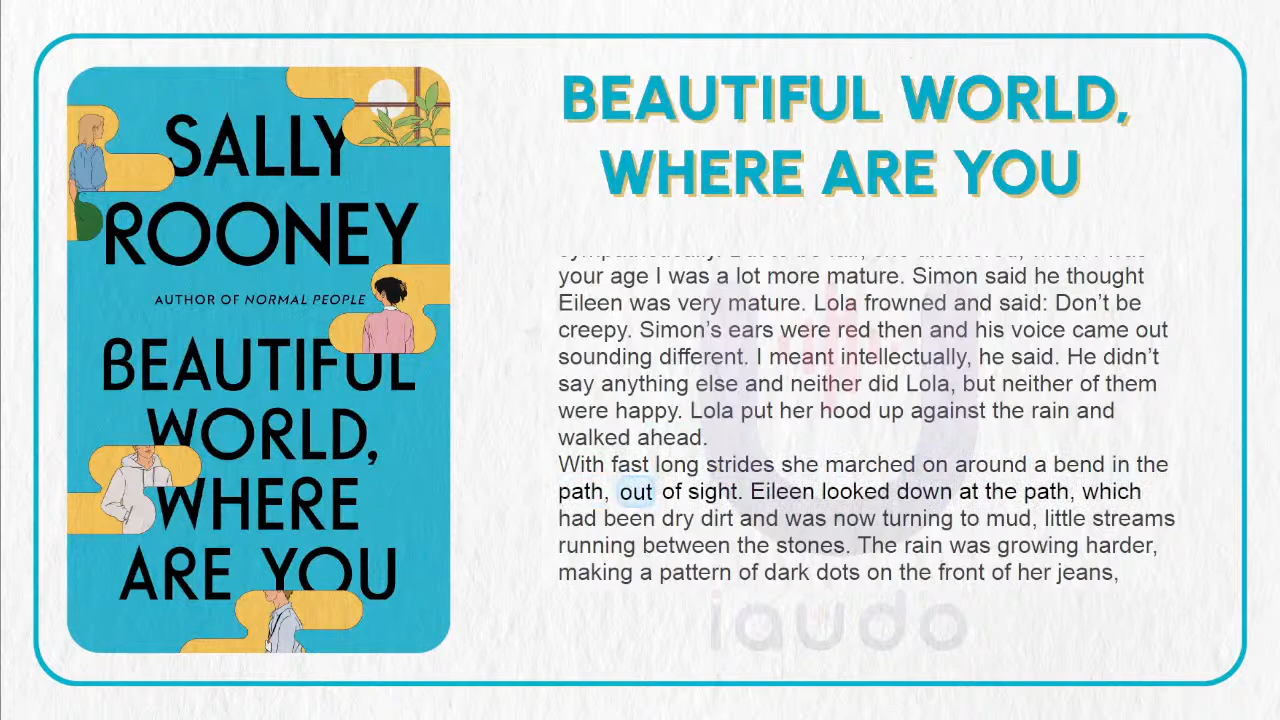 SALLY
ROONEY
AUTHOR OF NORMAL PEOPLE
BEAUTIFUL
WORLD,
WHERE
ARE YOU
BEAUTIFUL WORLD,
WHERE ARE YOU
your age I was a lot more mature. Simon said he thought
Eileen was very mature. Lola frowned and said: Don’t be
creepy. Simon’s ears were red then and his voice came out
sounding different. I meant intellectually, he said. He didn’t
say anything else and neither did Lola, but neither of them
were happy. Lola put her hood up against the rain and
walked ahead.
With fast long strides she marched on around a bend in the
path, out of sight. Eileen looked down at the path, which
had been dry dirt and was now turning to mud, little streams
running between the stones. The rain was growing harder,
making a pattern of dark dots on the front of her jeans,
iaudo